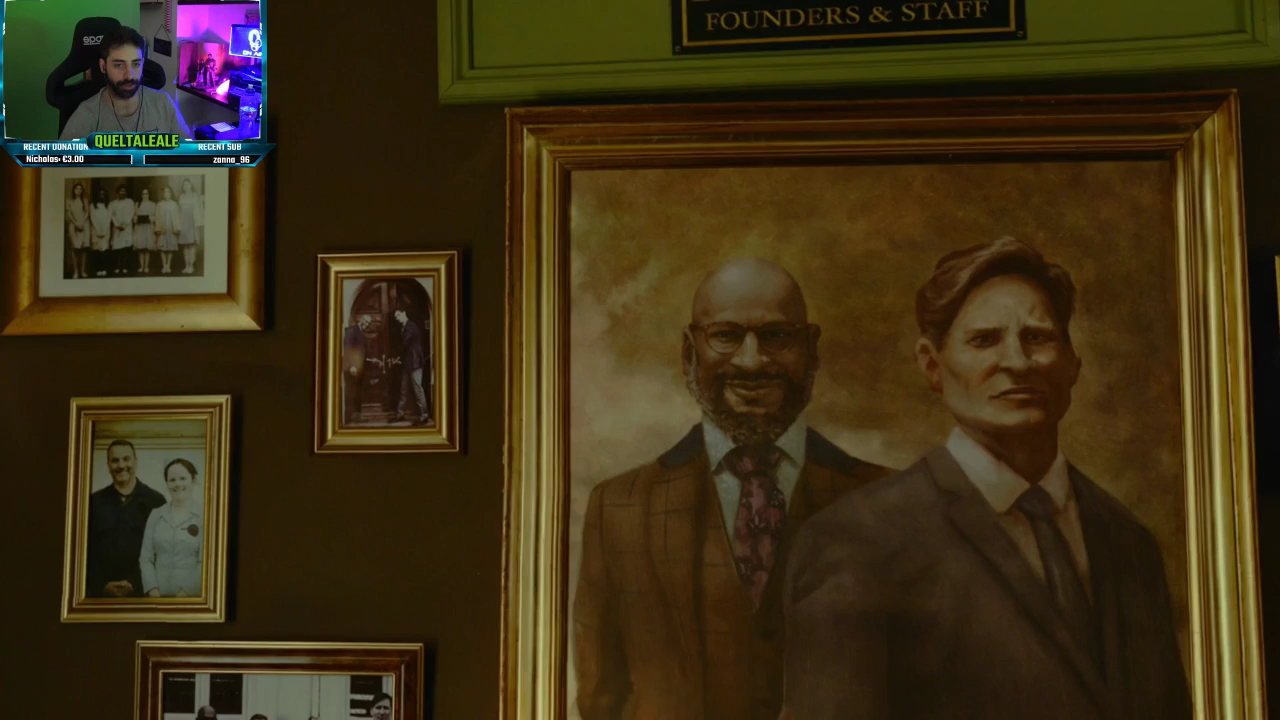 FOUNDERS & STAFF
QUELTALEALE
RECENT DONATION
RECENT SUB
Nicholas• €3.00
zanna_96